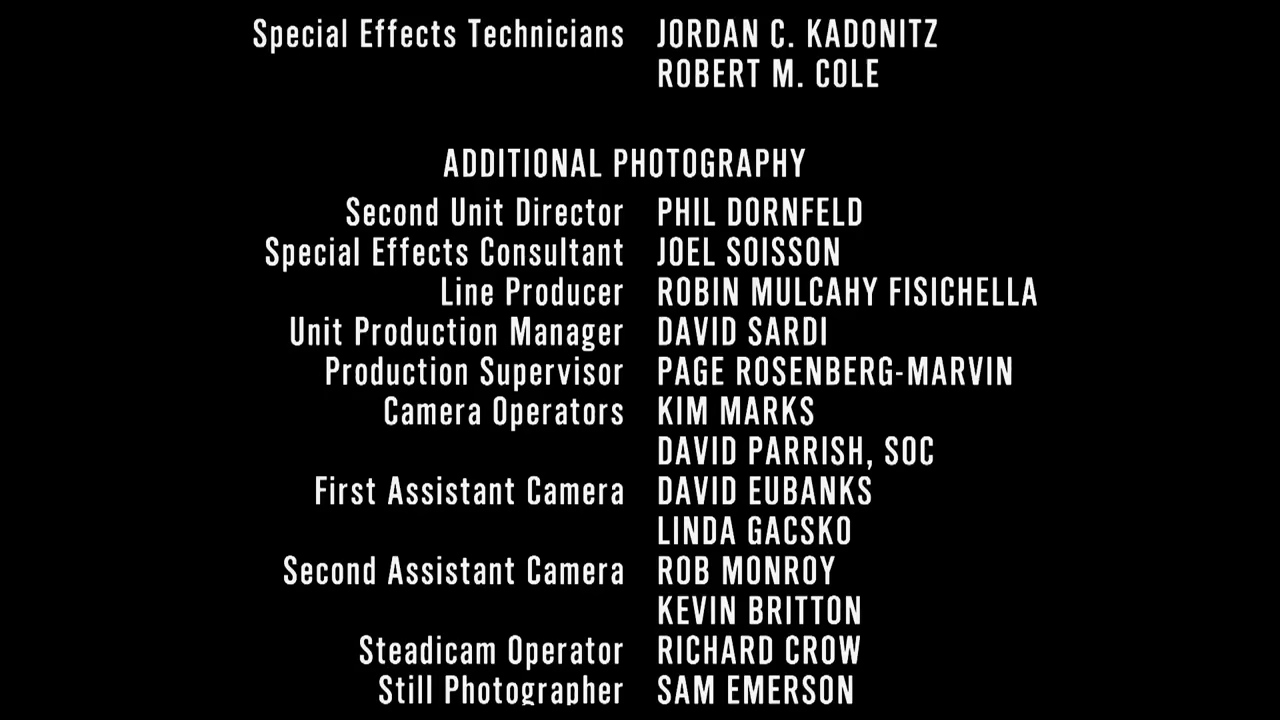 Special Effects Technicians JORDAN C. KADONITZ
ROBERT M. COLE
ADDITIONAL PHOTOGRAPHY
Second Unit Director PHIL DORNFELD
Special Effects Consultant JOEL SOISSON
Line Producer ROBIN MULCAHY FISICHELLA
Unit Production Manager DAVID SARDI
Production Supervisor PAGE ROSENBERG-MARVIN
Camera Operators KIM MARKS
DAVID PARRISH, SOC
First Assistant Camera DAVID EUBANKS
LINDA GACSKO
Second Assistant Camera ROB MONROY
KEVIN BRITTON
Steadicam Operator RICHARD CROW
Still Photographer SAM EMERSON